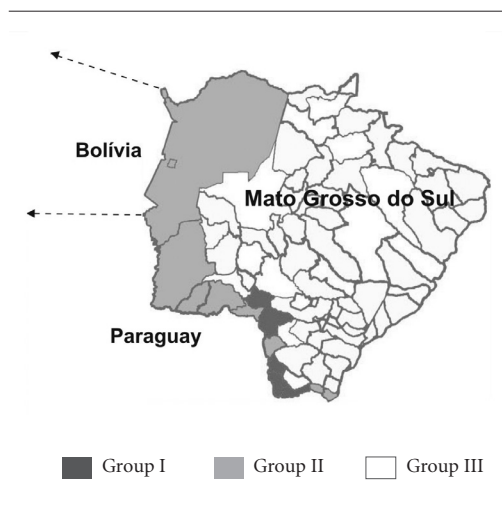 Bolívia
Mato Grosso do Sul
Paraguay
Group I
Group II
Group III